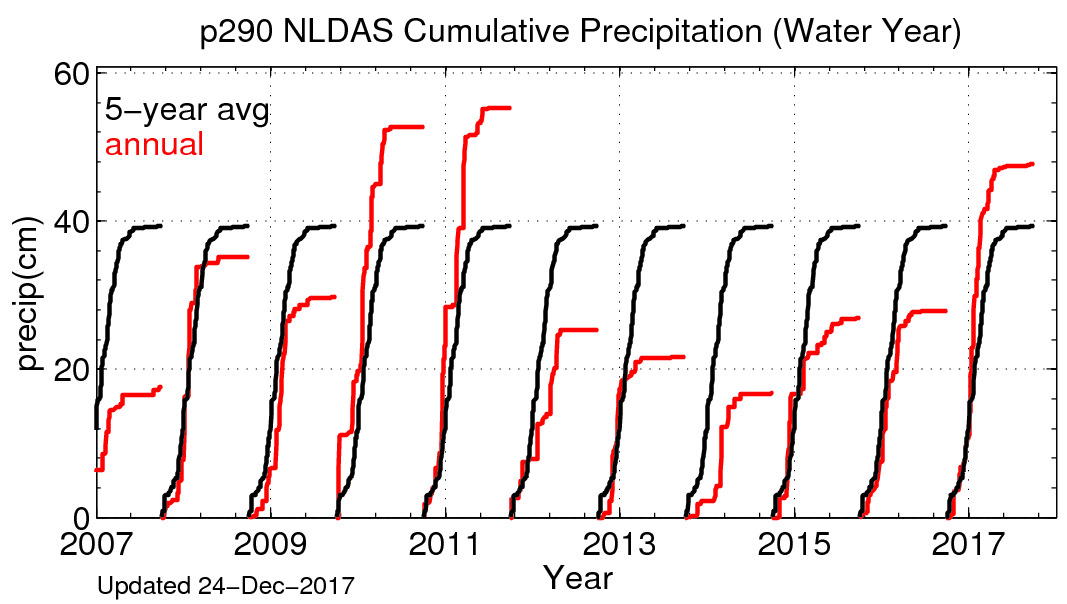 p290 NLDAS Cumulative Precipitation (Water Year)
60
5−year avg
annual
40
precip(cm)
20
0
2007 2009 2011 2013 2015 2017
Year
Updated 24−Dec−2017